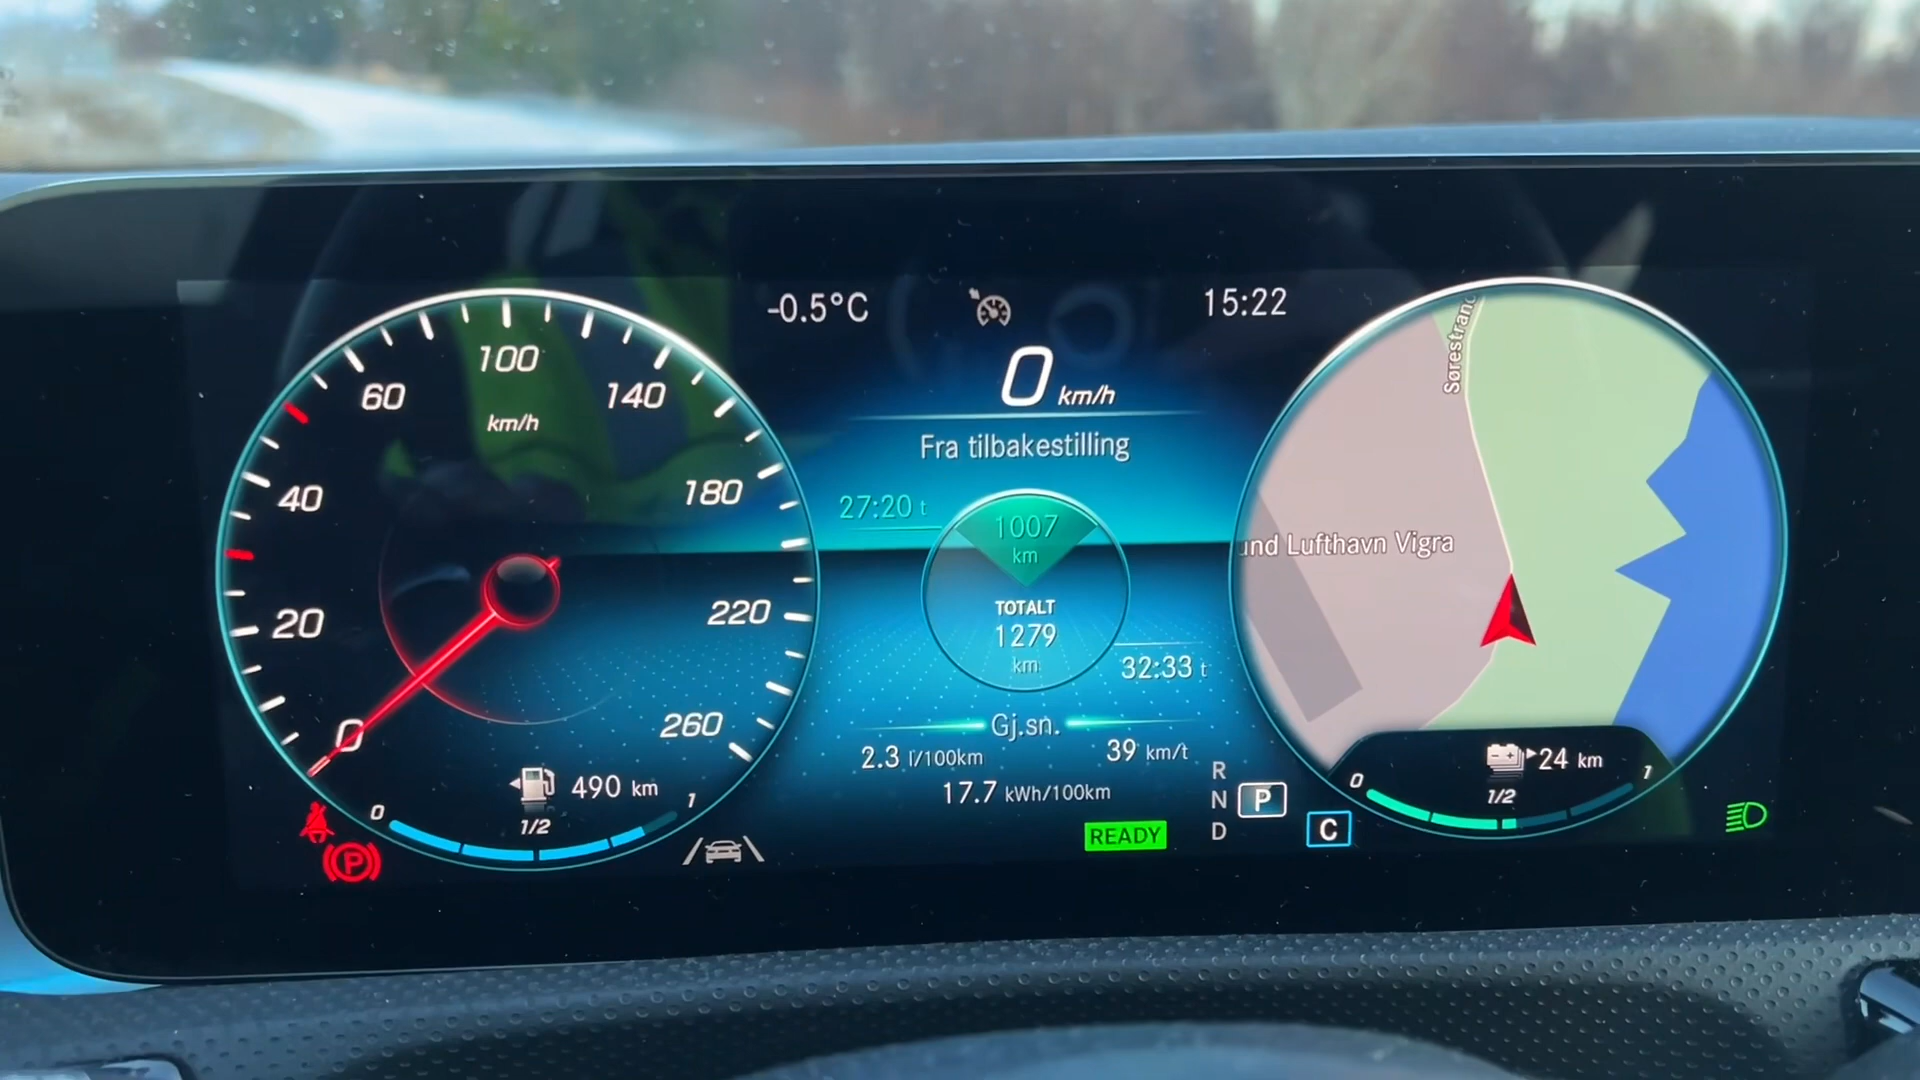 -0.5°C
15:22
0 km/h
Fra tilbakestilling
27:20 t
1007
km
TOTALT
1279
km
32:33 t
Gj.sn.
2.3 l/100km
39 km/t
17.7 kWh/100km
READY
R
N
D
P
C
0
20
40
60
100
140
180
220
260
km/h
490 km
0
1/2
1
P
Sørestrand
und Lufthavn Vigra
24 km
0
1/2
1